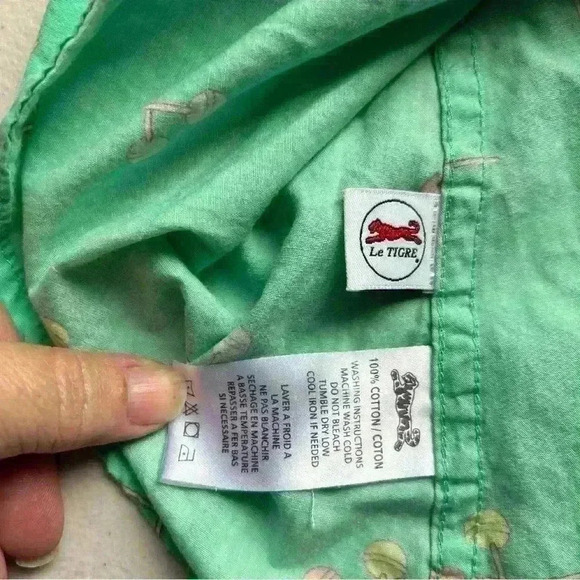 Le TIGRE
100% COTTON/ COTON
WASHING INSTRUCTIONS
MACHINE WASH COLD
DO NOT BLEACH
TUMBLE DRY LOW
COOL IRON IF NEEDED
LAVER A FROID A
LA MACHINE
NE PAS BLANCHIR
SECHAGE EN MACHINE
A BASSE TEMPERATURE
REPASSER A FER BAS
SI NECESSAIRE